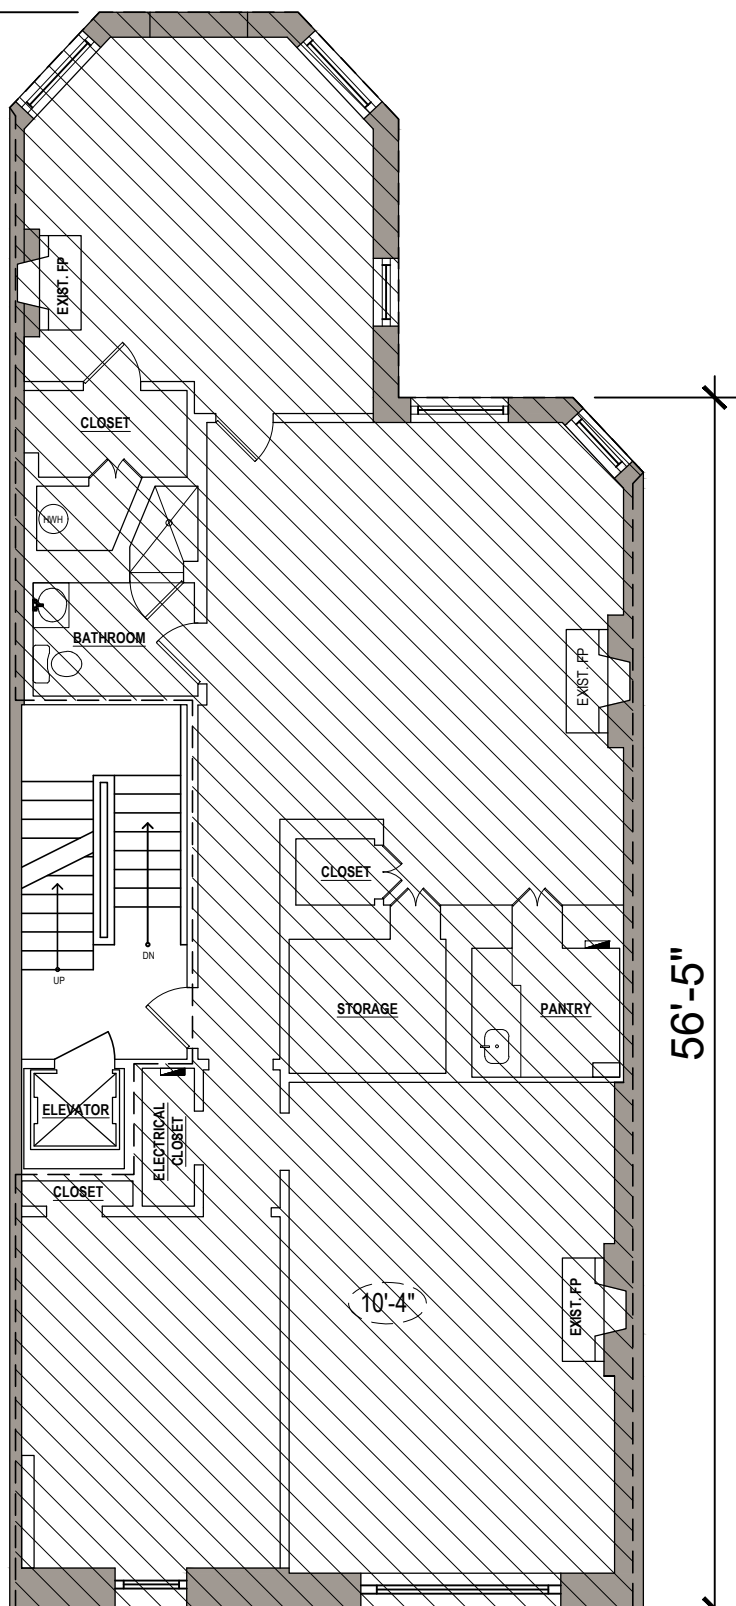 EXIST. FP
CLOSET
HWH
BATHROOM
EXIST. FP
CLOSET
DN
UP
STORAGE
PANTRY
56'-5"
ELEVATOR
ELECTRICAL
CLOSET
CLOSET
10'-4"
EXIST. FP